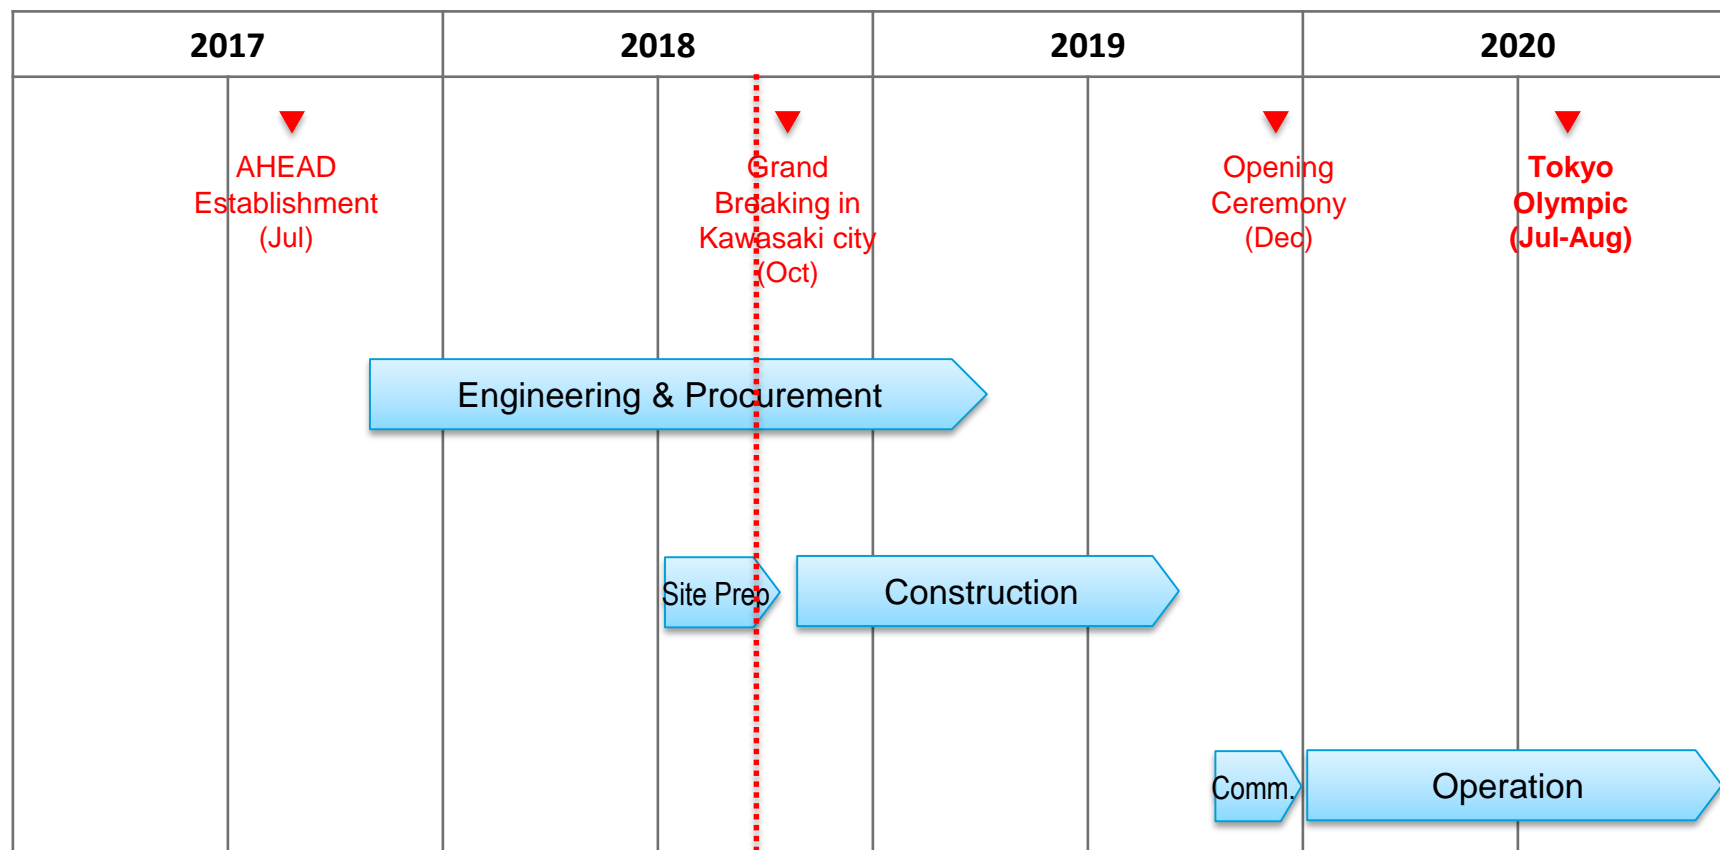 2017
2018
2019
2020
AHEAD
Establishment
(Jul)
Grand
Breaking in
Kawasaki city
(Oct)
Opening
Ceremony
(Dec)
Tokyo
Olympic
(Jul-Aug)
Engineering & Procurement
Site Prep
Construction
Comm.
Operation